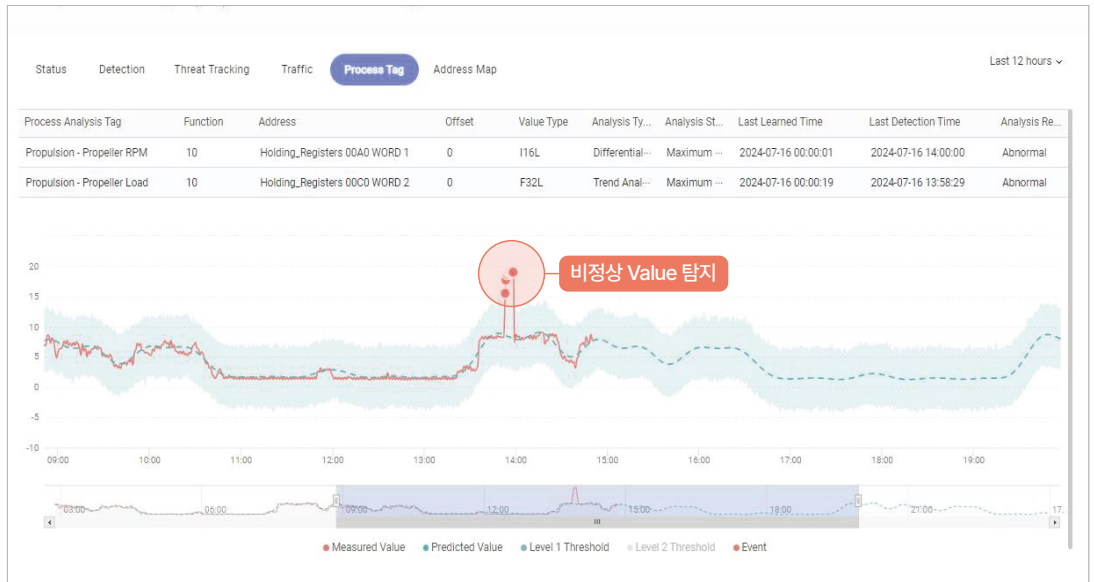 Status Detection Threat Tracking Traffic Process Tag Address Map Last 12 hours
Process Analysis Tag Function Address Offset Value Type Analysis Ty... Analysis St... Last Learned Time Last Detection Time Analysis Re...
Propulsion - Propeller RPM 10 Holding_Registers 00A0 WORD 1 0 I16L Differential··· Maximum ··· 2024-07-16 00:00:01 2024-07-16 14:00:00 Abnormal
Propulsion - Propeller Load 10 Holding_Registers 00C0 WORD 2 0 F32L Trend Anal··· Maximum ··· 2024-07-16 00:00:19 2024-07-16 13:58:29 Abnormal
비정상 Value 탐지
20
15
10
5
0
-5
-10
09:00 10:00 11:00 12:00 13:00 14:00 15:00 16:00 17:00 18:00 19:00
03:00 06:00 09:00 12:00 15:00 18:00 21:00 17...
Measured Value Predicted Value Level 1 Threshold Level 2 Threshold Event